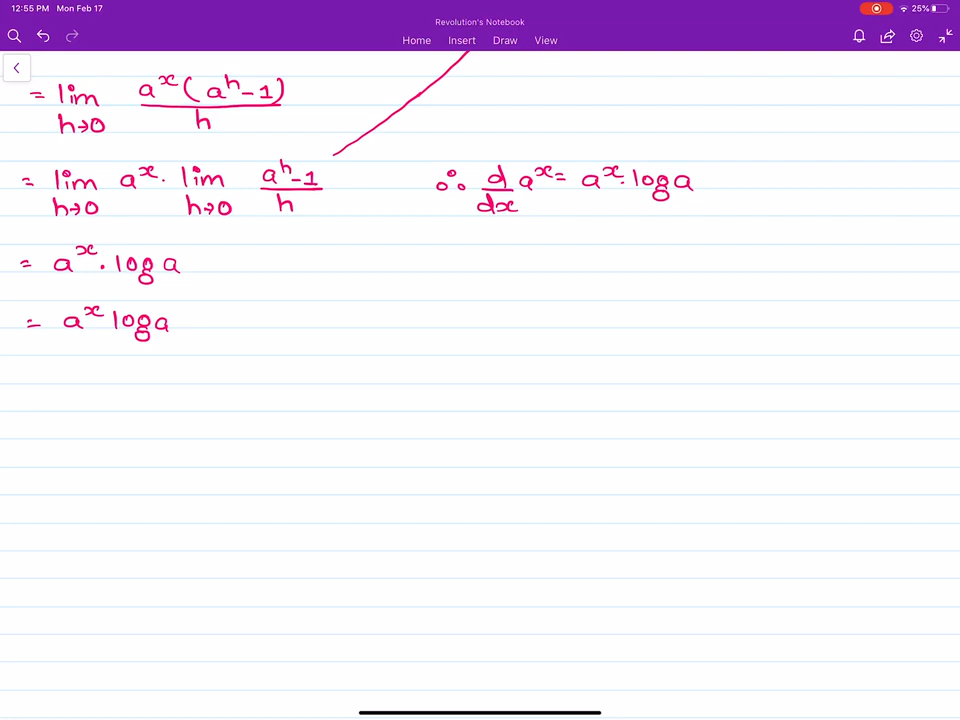 12:55 PM Mon Feb 17 25%
Revolution's Notebook
Home Insert Draw View
= lim h→0 a^x (a^h - 1) / h
= lim h→0 a^x · lim h→0 (a^h - 1) / h
∴ d/dx a^x = a^x · log a
= a^x · log a
= a^x log a